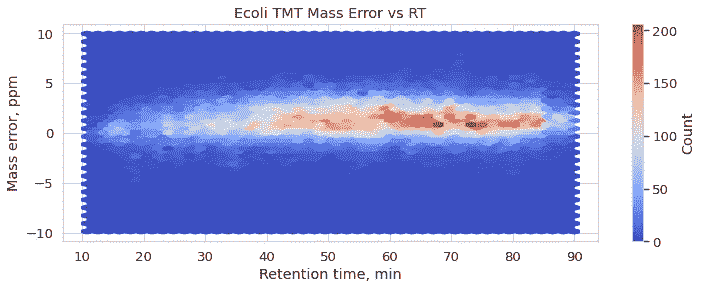 Ecoli TMT Mass Error vs RT
10
5
0
−5
−10
Mass error, ppm
10 20 30 40 50 60 70 80 90
Retention time, min
200
150
100
50
0
Count